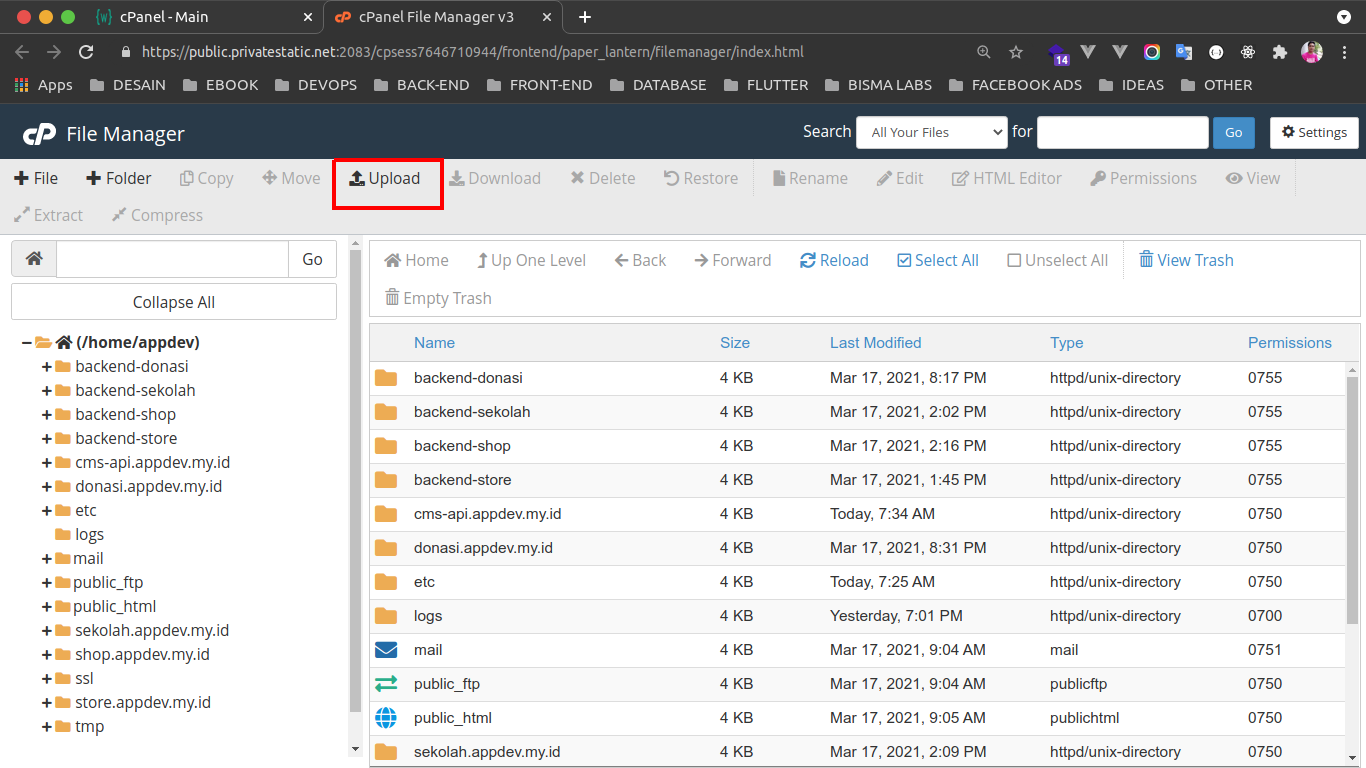 cPanel - Main
cPanel File Manager v3
https://public.privatestatic.net:2083/cpsess7646710944/frontend/paper_lantern/filemanager/index.html
14
Apps DESAIN EBOOK DEVOPS BACK-END FRONT-END DATABASE FLUTTER BISMA LABS FACEBOOK ADS IDEAS OTHER
cP File Manager Search All Your Files for Go Settings
File Folder Copy Move Upload Download Delete Restore Rename Edit HTML Editor Permissions View
Extract Compress
Go
Collapse All
(/home/appdev)
backend-donasi
backend-sekolah
backend-shop
backend-store
cms-api.appdev.my.id
donasi.appdev.my.id
etc
logs
mail
public_ftp
public_html
sekolah.appdev.my.id
shop.appdev.my.id
ssl
store.appdev.my.id
tmp
Home Up One Level Back Forward Reload Select All Unselect All View Trash
Empty Trash
Name Size Last Modified Type Permissions
backend-donasi 4 KB Mar 17, 2021, 8:17 PM httpd/unix-directory 0755
backend-sekolah 4 KB Mar 17, 2021, 2:02 PM httpd/unix-directory 0755
backend-shop 4 KB Mar 17, 2021, 2:16 PM httpd/unix-directory 0755
backend-store 4 KB Mar 17, 2021, 1:45 PM httpd/unix-directory 0755
cms-api.appdev.my.id 4 KB Today, 7:34 AM httpd/unix-directory 0750
donasi.appdev.my.id 4 KB Mar 17, 2021, 8:31 PM httpd/unix-directory 0750
etc 4 KB Today, 7:25 AM httpd/unix-directory 0750
logs 4 KB Yesterday, 7:01 PM httpd/unix-directory 0700
mail 4 KB Mar 17, 2021, 9:04 AM mail 0751
public_ftp 4 KB Mar 17, 2021, 9:04 AM publicftp 0750
public_html 4 KB Mar 17, 2021, 9:05 AM publichtml 0750
sekolah.appdev.my.id 4 KB Mar 17, 2021, 2:09 PM httpd/unix-directory 0750